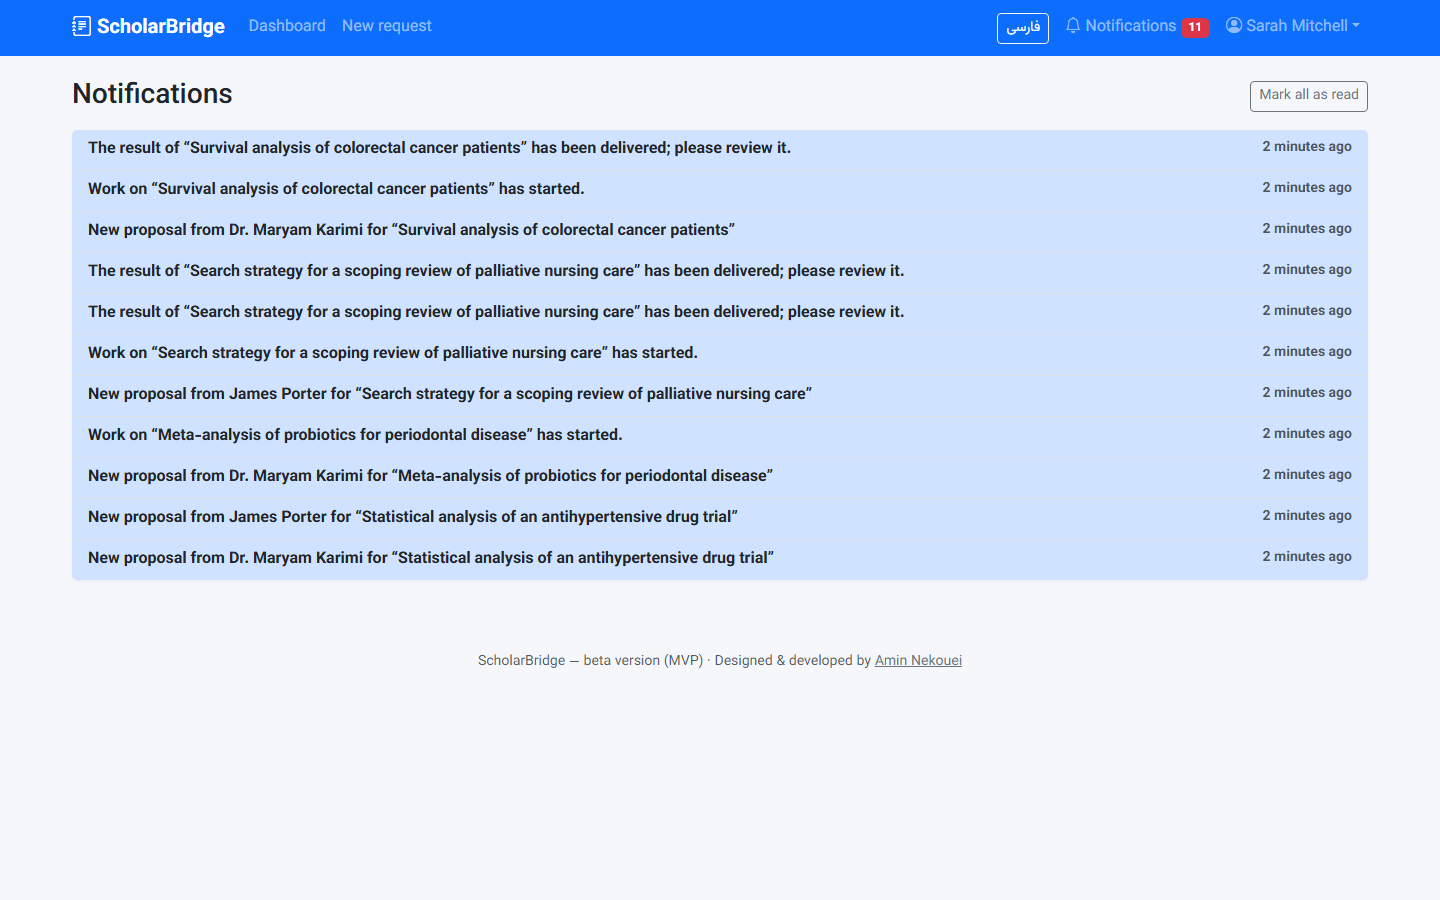 ScholarBridge Dashboard New request فارسی Notifications 11 Sarah Mitchell
Notifications Mark all as read
The result of “Survival analysis of colorectal cancer patients” has been delivered; please review it. 2 minutes ago
Work on “Survival analysis of colorectal cancer patients” has started. 2 minutes ago
New proposal from Dr. Maryam Karimi for “Survival analysis of colorectal cancer patients” 2 minutes ago
The result of “Search strategy for a scoping review of palliative nursing care” has been delivered; please review it. 2 minutes ago
The result of “Search strategy for a scoping review of palliative nursing care” has been delivered; please review it. 2 minutes ago
Work on “Search strategy for a scoping review of palliative nursing care” has started. 2 minutes ago
New proposal from James Porter for “Search strategy for a scoping review of palliative nursing care” 2 minutes ago
Work on “Meta-analysis of probiotics for periodontal disease” has started. 2 minutes ago
New proposal from Dr. Maryam Karimi for “Meta-analysis of probiotics for periodontal disease” 2 minutes ago
New proposal from James Porter for “Statistical analysis of an antihypertensive drug trial” 2 minutes ago
New proposal from Dr. Maryam Karimi for “Statistical analysis of an antihypertensive drug trial” 2 minutes ago
ScholarBridge — beta version (MVP) · Designed & developed by Amin Nekouei